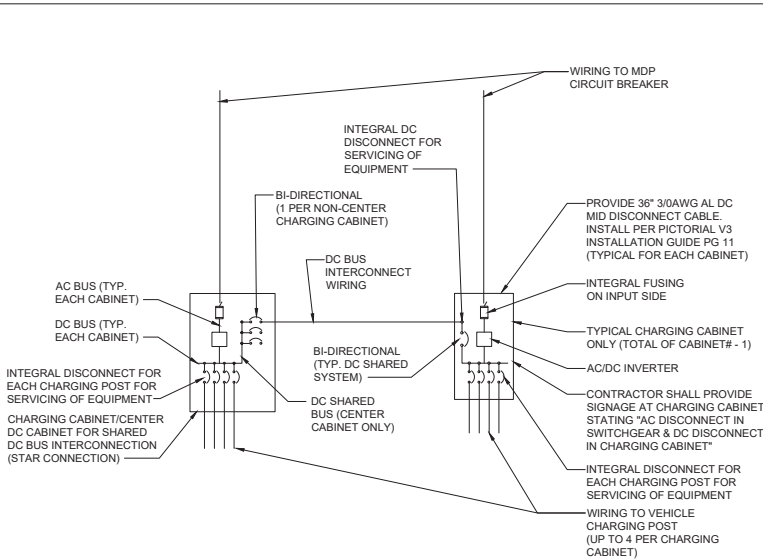 WIRING TO MDP
CIRCUIT BREAKER
INTEGRAL DC
DISCONNECT FOR
SERVICING OF
EQUIPMENT
BI-DIRECTIONAL
(1 PER NON-CENTER
CHARGING CABINET)
PROVIDE 36" 3/0AWG AL DC
MID DISCONNECT CABLE.
INSTALL PER PICTORIAL V3
INSTALLATION GUIDE PG 11
(TYPICAL FOR EACH CABINET)
DC BUS
INTERCONNECT
WIRING
AC BUS (TYP.
EACH CABINET)
INTEGRAL FUSING
ON INPUT SIDE
DC BUS (TYP.
EACH CABINET)
TYPICAL CHARGING CABINET
ONLY (TOTAL OF CABINET# - 1)
BI-DIRECTIONAL
(TYP. DC SHARED
SYSTEM)
AC/DC INVERTER
INTEGRAL DISCONNECT FOR
EACH CHARGING POST FOR
SERVICING OF EQUIPMENT
DC SHARED
BUS (CENTER
CABINET ONLY)
CONTRACTOR SHALL PROVIDE
SIGNAGE AT CHARGING CABINET
STATING "AC DISCONNECT IN
SWITCHGEAR & DC DISCONNECT
IN CHARGING CABINET"
CHARGING CABINET/CENTER
DC CABINET FOR SHARED
DC BUS INTERCONNECTION
(STAR CONNECTION)
INTEGRAL DISCONNECT FOR
EACH CHARGING POST FOR
SERVICING OF EQUIPMENT
WIRING TO VEHICLE
CHARGING POST
(UP TO 4 PER CHARGING
CABINET)